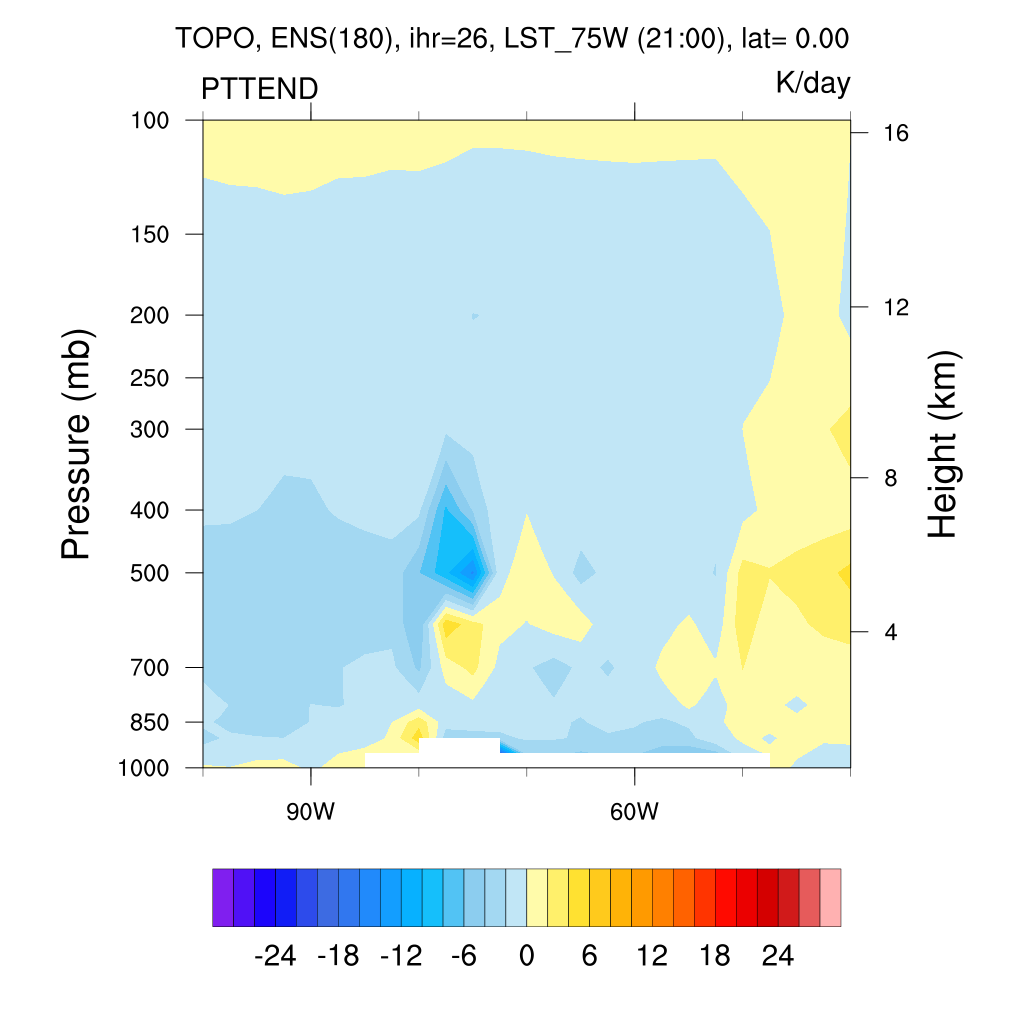 TOPO, ENS(180), ihr=26, LST_75W (21:00), lat= 0.00
PTTEND
K/day
100
150
200
250
300
400
500
700
850
1000
Pressure (mb)
16
12
8
4
Height (km)
90W
60W
-24 -18 -12 -6 0 6 12 18 24